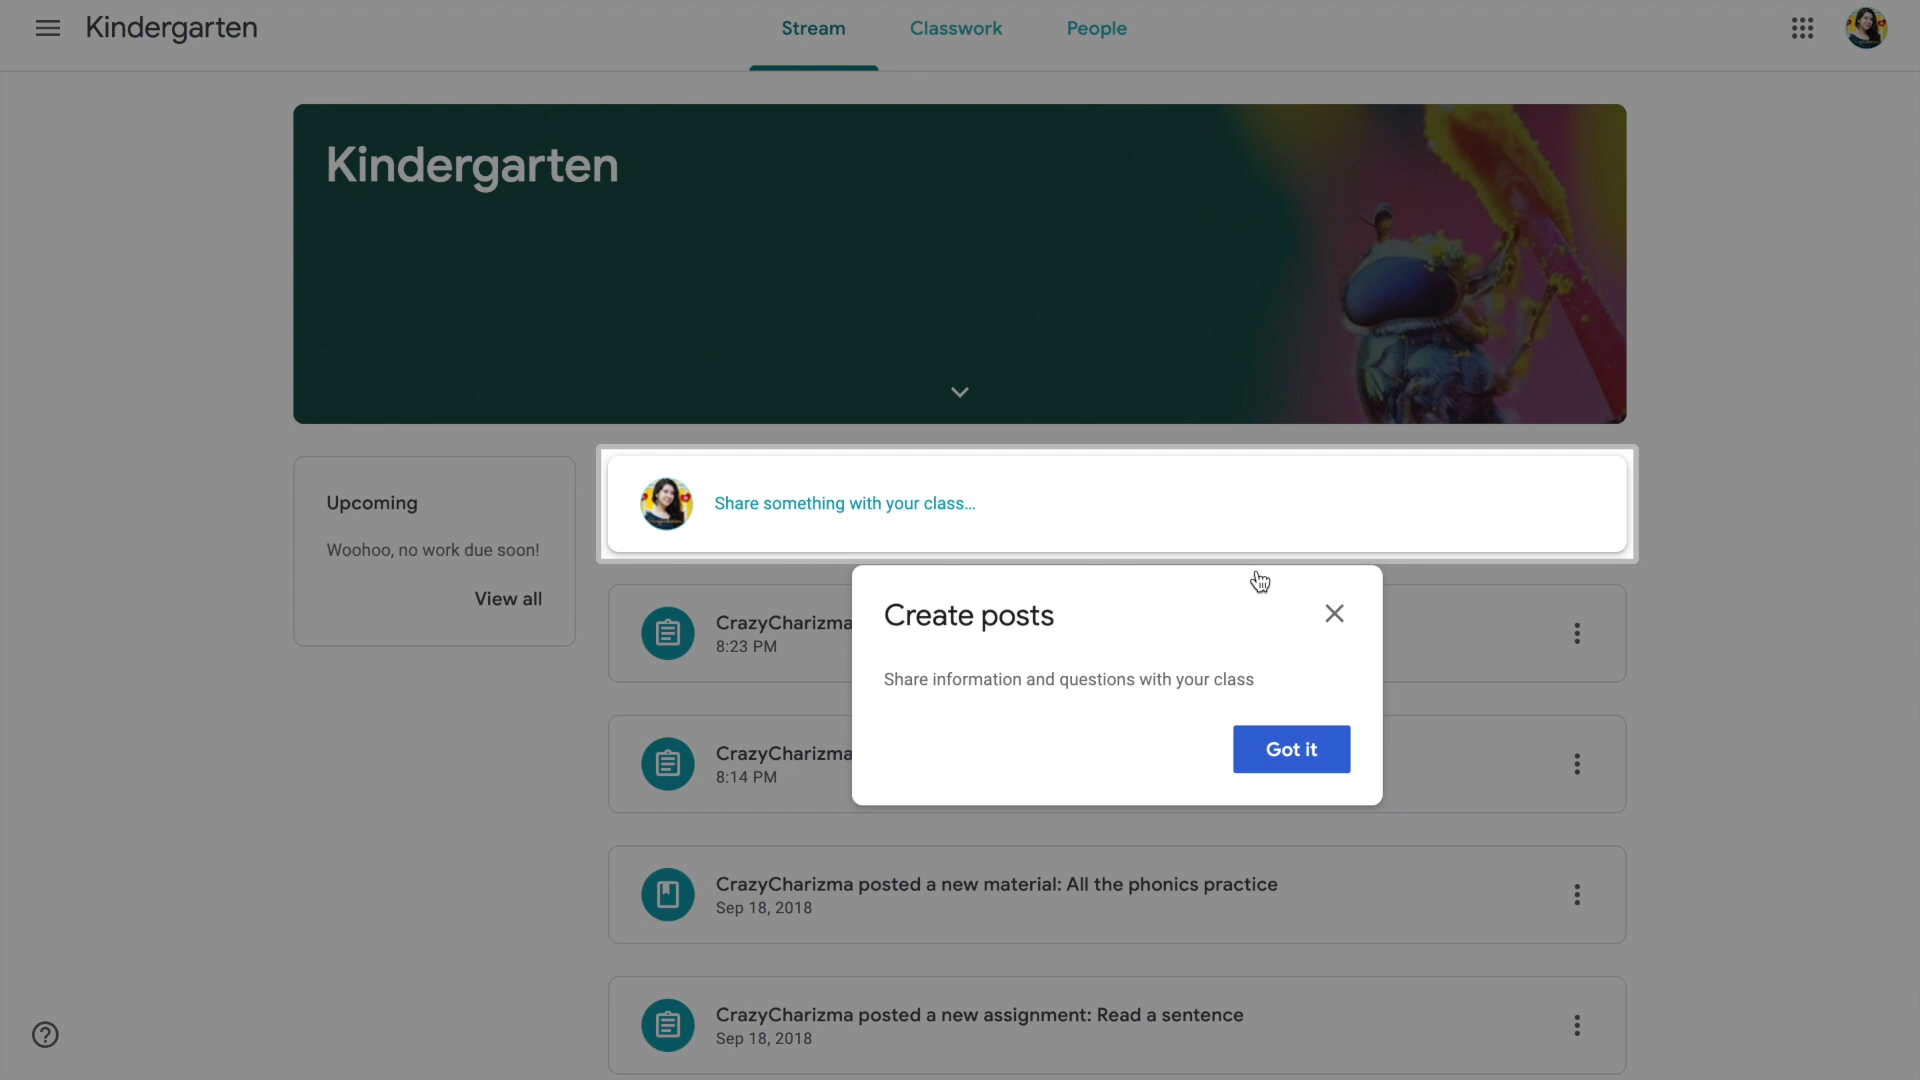 Kindergarten
Stream
Classwork
People
Kindergarten
Upcoming
Woohoo, no work due soon!
View all
Share something with your class...
Create posts
Share information and questions with your class
Got it
CrazyCharizma
8:23 PM
CrazyCharizma
8:14 PM
CrazyCharizma posted a new material: All the phonics practice
Sep 18, 2018
CrazyCharizma posted a new assignment: Read a sentence
Sep 18, 2018